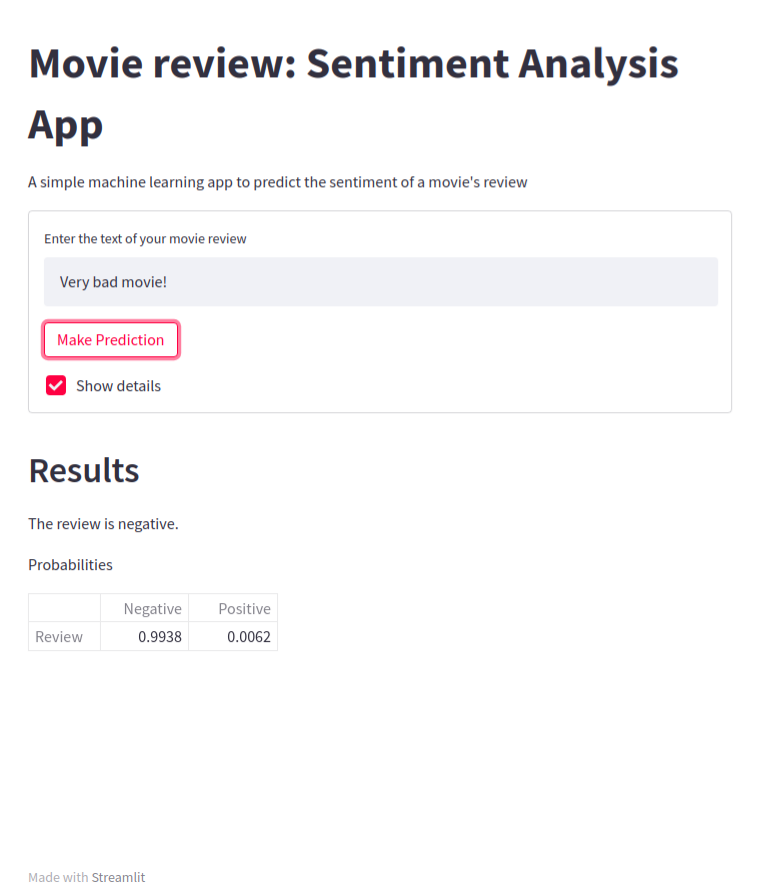 Movie review: Sentiment Analysis
App
A simple machine learning app to predict the sentiment of a movie's review
Enter the text of your movie review
Very bad movie!
Make Prediction
Show details
Results
The review is negative.
Probabilities
Negative Positive
Review 0.9938 0.0062
Made with Streamlit